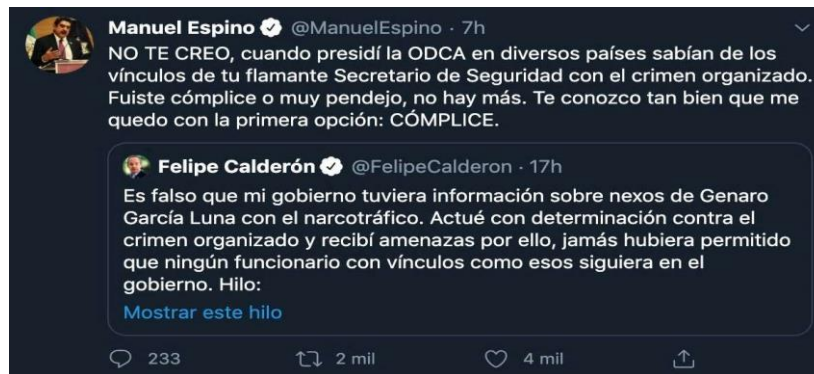 Manuel Espino @ManuelEspino · 7h
NO TE CREO, cuando presidí la ODCA en diversos países sabían de los
vínculos de tu flamante Secretario de Seguridad con el crimen organizado.
Fuiste cómplice o muy pendejo, no hay más. Te conozco tan bien que me
quedo con la primera opción: CÓMPLICE.
Felipe Calderón @FelipeCalderon · 17h
Es falso que mi gobierno tuviera información sobre nexos de Genaro
García Luna con el narcotráfico. Actué con determinación contra el
crimen organizado y recibí amenazas por ello, jamás hubiera permitido
que ningún funcionario con vínculos como esos siguiera en el
gobierno. Hilo:
Mostrar este hilo
233 2 mil 4 mil